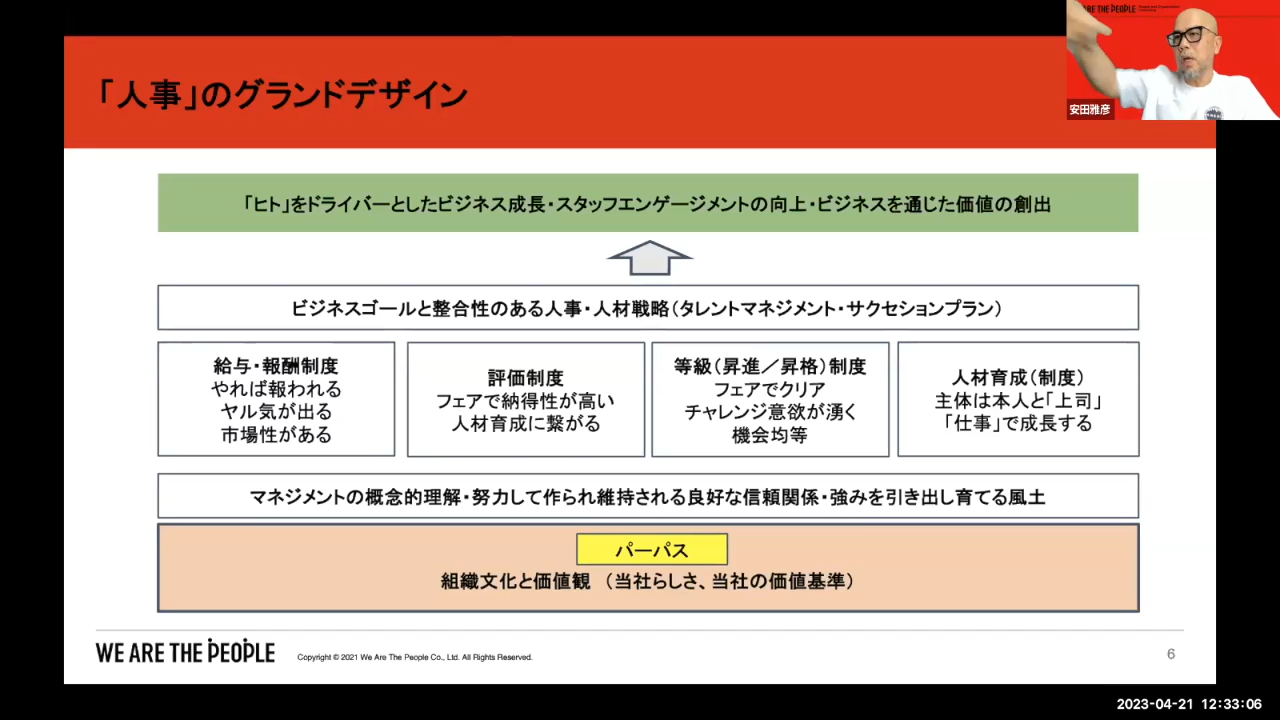 WE ARE THE PEOPLE
「人事」のグランドデザイン
安田雅彦
「ヒト」をドライバーとしたビジネス成長・スタッフエンゲージメントの向上・ビジネスを通じた価値の創出
ビジネスゴールと整合性のある人事・人材戦略（タレントマネジメント・サクセションプラン）
給与・報酬制度
やれば報われる
ヤル気が出る
市場性がある
評価制度
フェアで納得性が高い
人材育成に繋がる
等級（昇進／昇格）制度
フェアでクリア
チャレンジ意欲が湧く
機会均等
人材育成（制度）
主体は本人と「上司」
「仕事」で成長する
マネジメントの概念的理解・努力して作られ維持される良好な信頼関係・強みを引き出し育てる風土
パーパス
組織文化と価値観 （当社らしさ、当社の価値基準）
WE ARE THE PEOPLE
Copyright © 2021 We Are The People Co., Ltd. All Rights Reserved.
6
2023-04-21 12:33:06